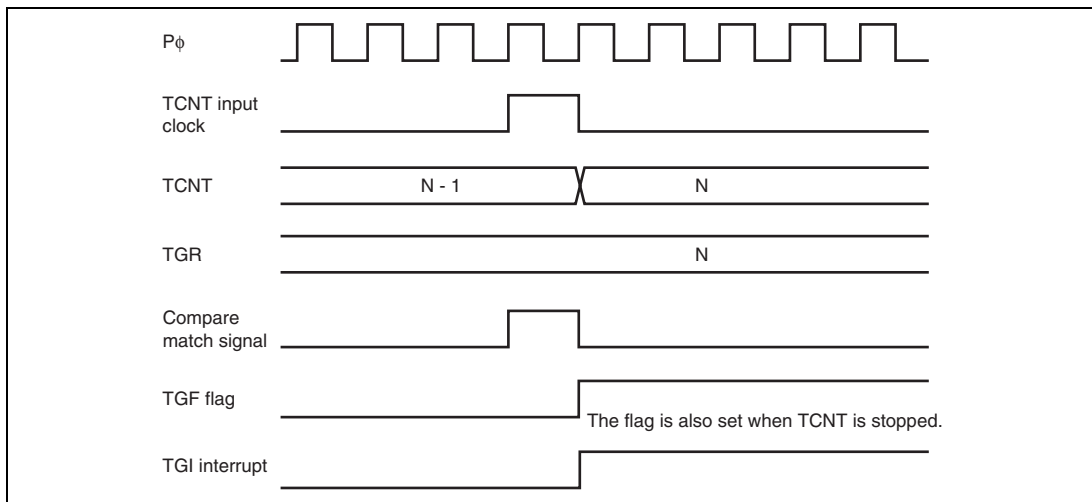 Pϕ
TCNT input
clock
TCNT
N - 1
N
TGR
N
Compare
match signal
TGF flag
The flag is also set when TCNT is stopped.
TGI interrupt